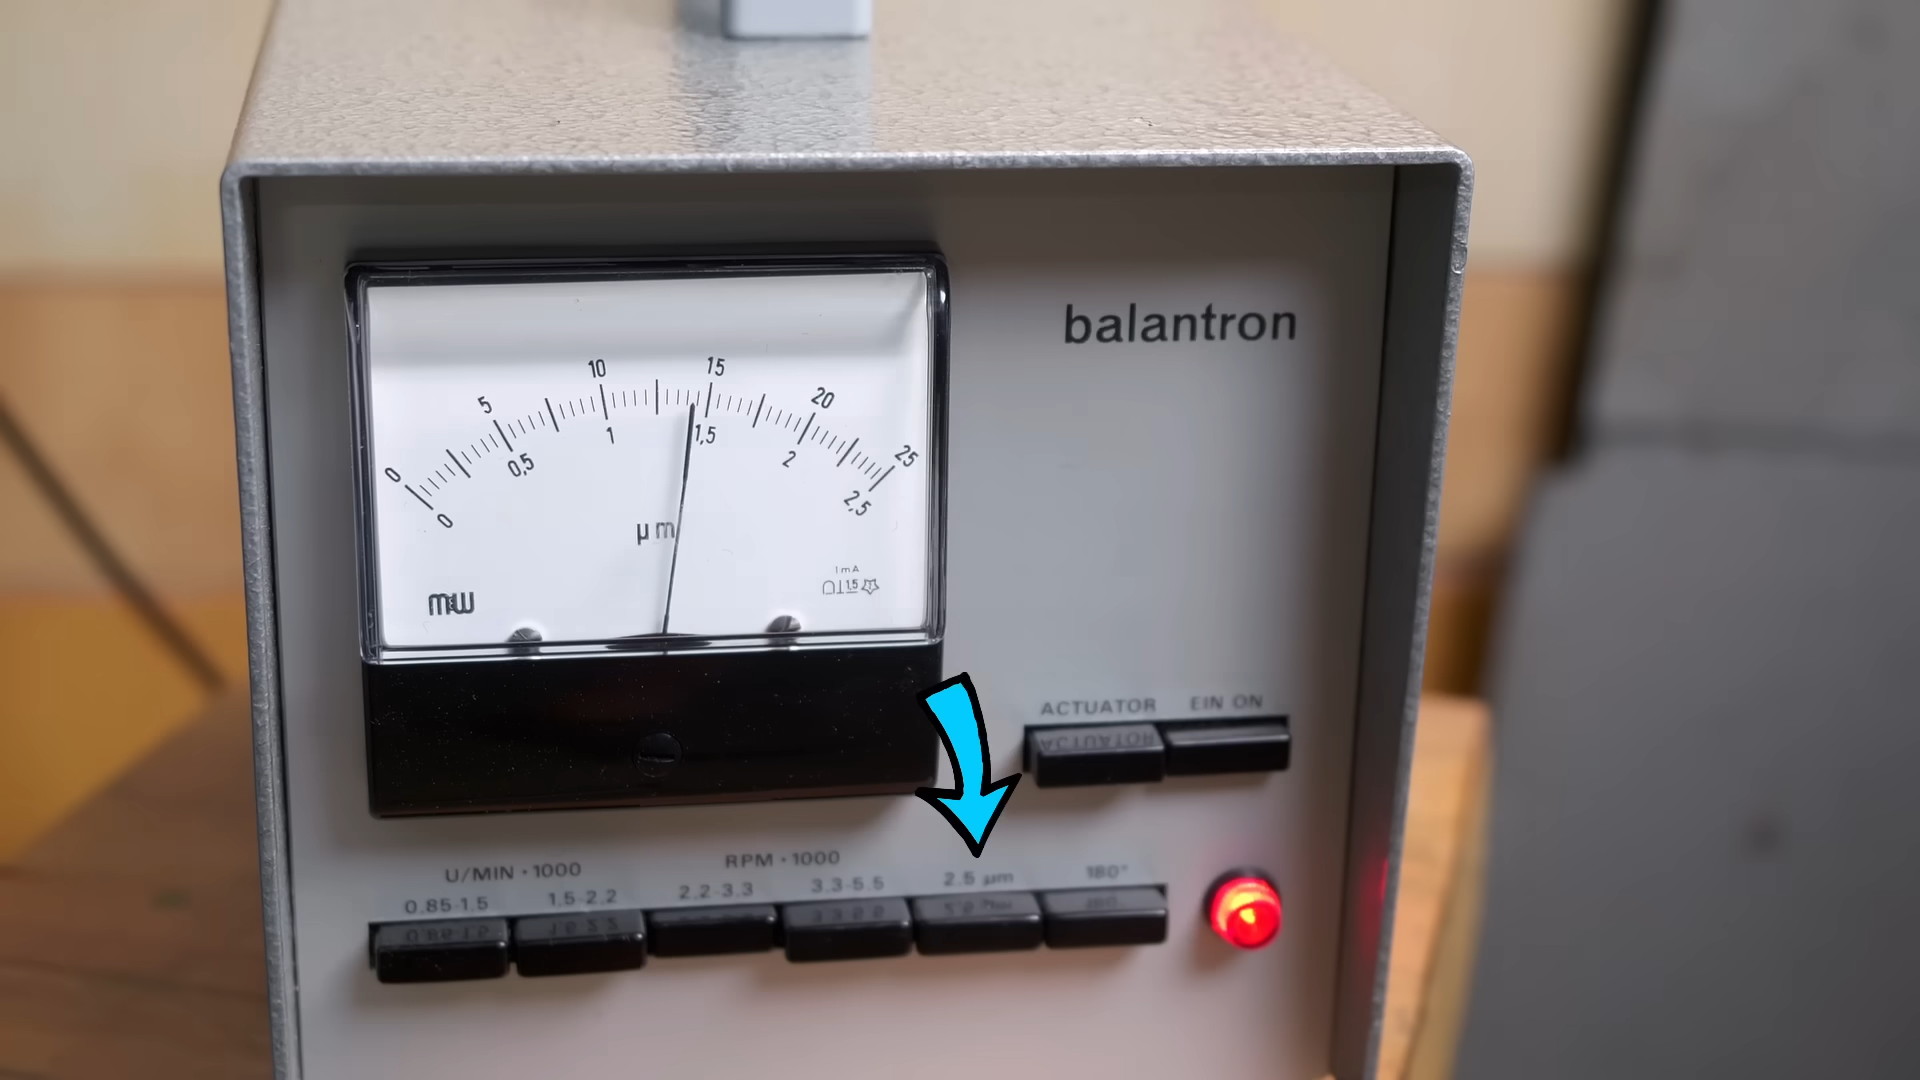 balantron
10 15
5 20
1 1,5
0 0,5 2 25
0 2,5
µm
1mA
1,5
ACTUATOR EIN ON
U/MIN · 1000 RPM · 1000
0.85-1.5 1.5-2.2 2.2-3.3 3.3-5.5 2.5 µm 180°